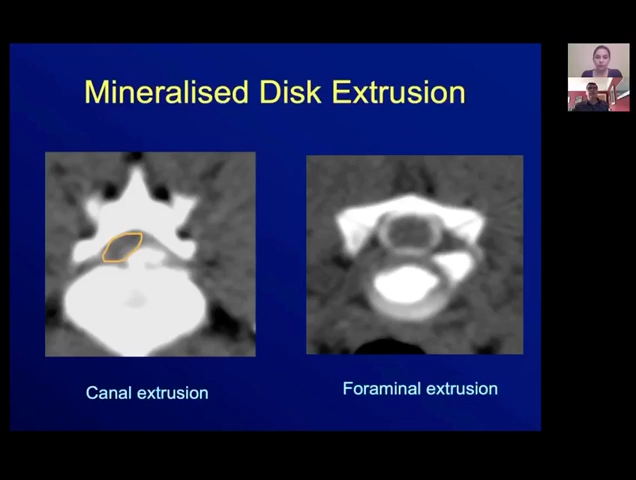 Mineralised Disk Extrusion
Canal extrusion
Foraminal extrusion